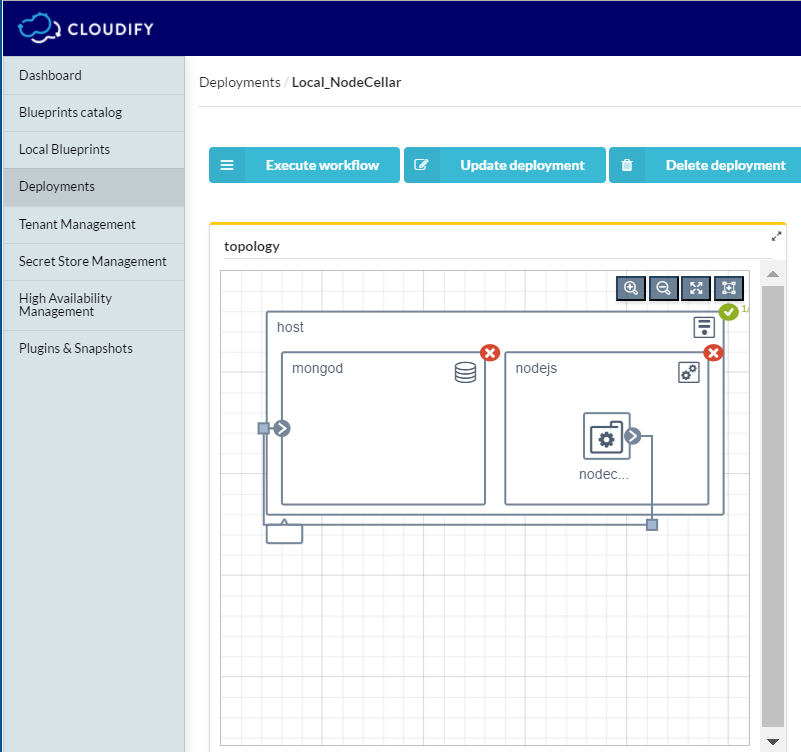 CLOUDIFY
Dashboard
Blueprints catalog
Local Blueprints
Deployments
Tenant Management
Secret Store Management
High Availability
Management
Plugins & Snapshots
Deployments / Local_NodeCellar
Execute workflow
Update deployment
Delete deployment
topology
host
1/
mongod
nodejs
nodec...